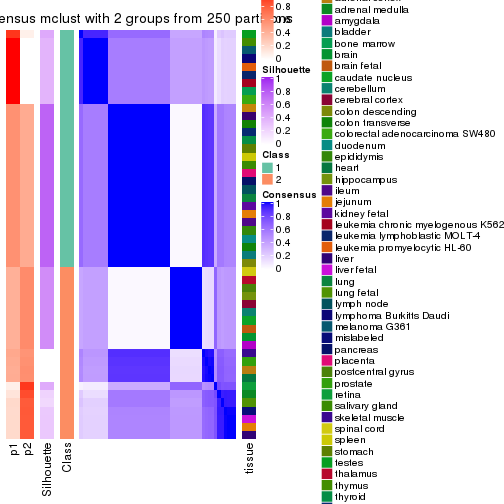 ensus mclust with 2 groups from 250 partitions
0.8
0.6
0.4
0.2
0
Silhouette
1
0.8
0.6
0.4
0.2
0
Class
1
2
Consensus
1
0.8
0.6
0.4
0.2
0
p1
p2
Silhouette
Class
tissue
adrenal medulla
amygdala
bladder
bone marrow
brain
brain fetal
caudate nucleus
cerebellum
cerebral cortex
colon descending
colon transverse
colorectal adenocarcinoma SW480
duodenum
epididymis
heart
hippocampus
ileum
jejunum
kidney fetal
leukemia chronic myelogenous K562
leukemia lymphoblastic MOLT-4
leukemia promyelocytic HL-60
liver
liver fetal
lung
lung fetal
lymph node
lymphoma Burkitts Daudi
melanoma G361
mislabeled
pancreas
placenta
postcentral gyrus
prostate
retina
salivary gland
skeletal muscle
spinal cord
spleen
stomach
testes
thalamus
thymus
thyroid